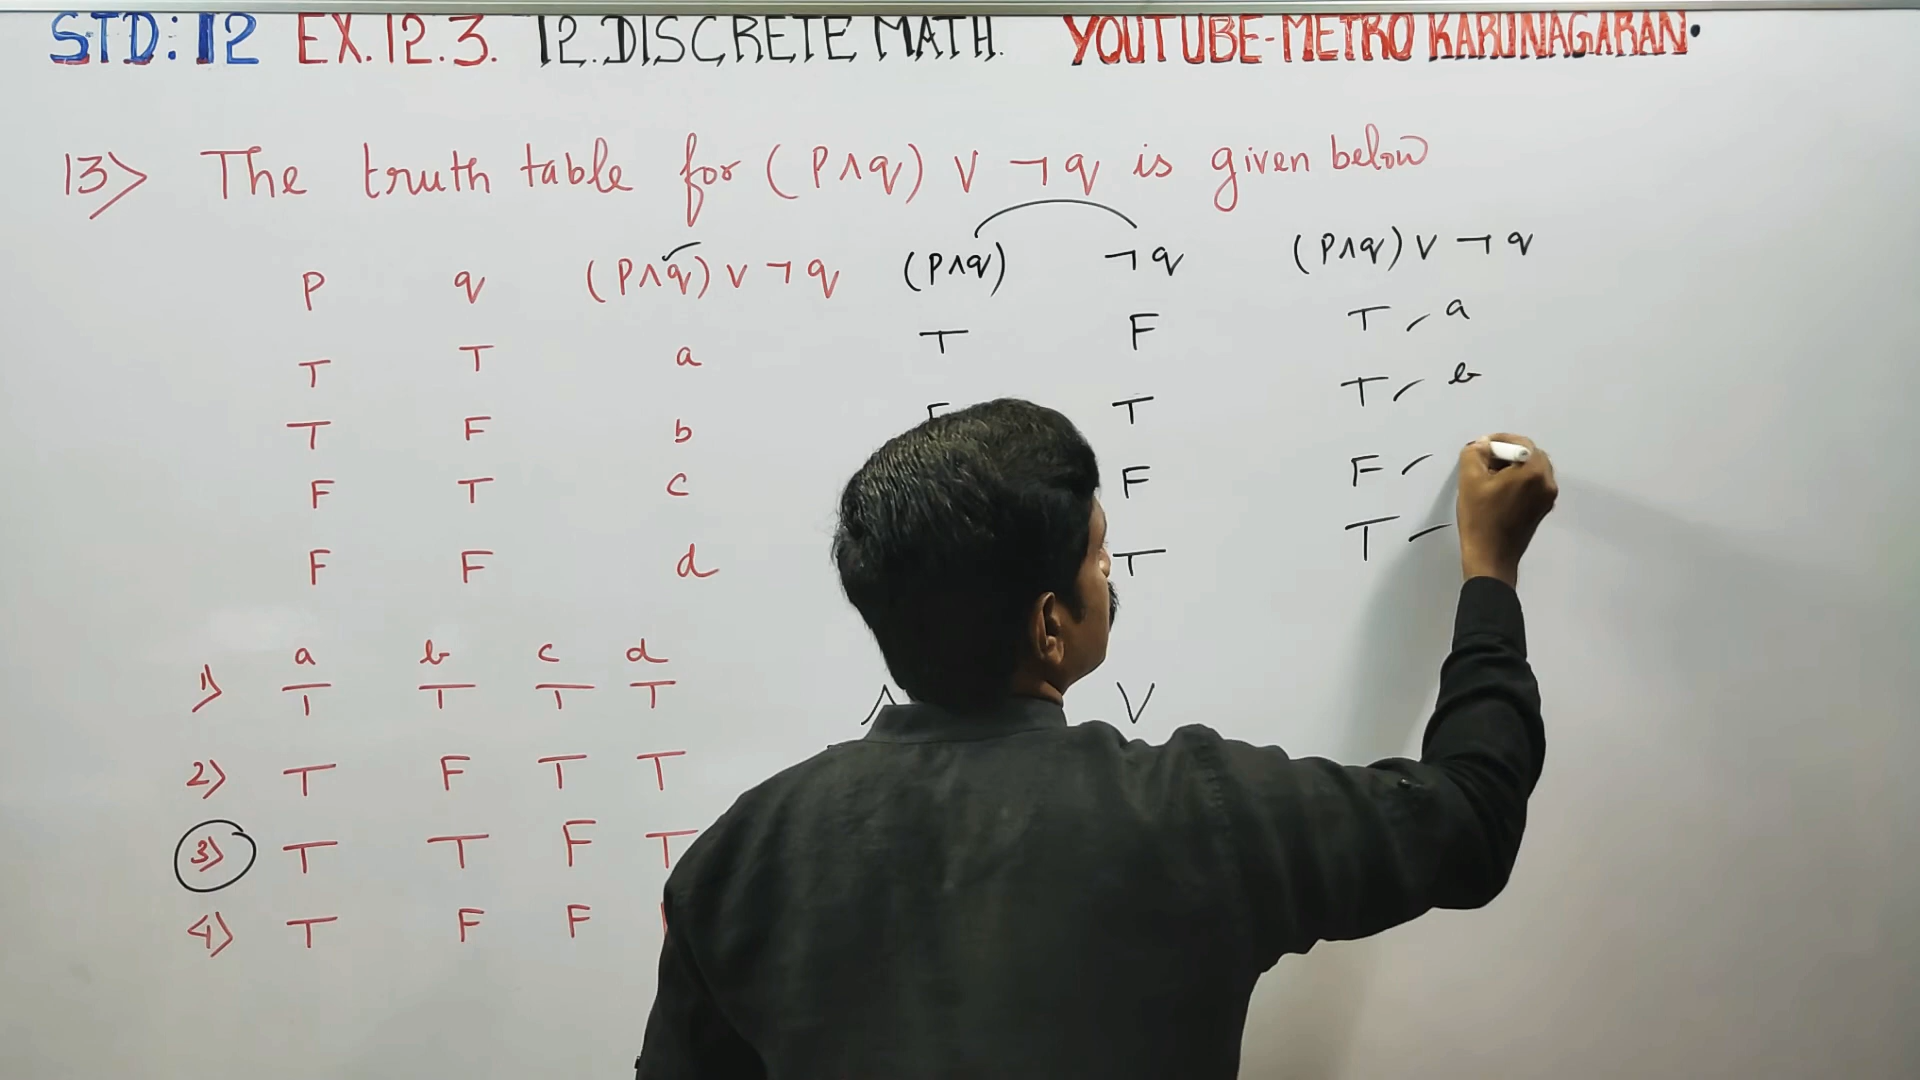 STD: 12 EX.12.3. 12.DISCRETE MATH. YOUTUBE-METRO KARUNAGARAN.
13) The truth table for (P∧q) ∨ ¬q is given below
P q (P∧q) ∨ ¬q (P∧q) ¬q (P∧q) ∨ ¬q
T T a T F T a
T F b F T T b
F T c F F
F F d T T
a b c d
1) T T T T ∧ ∨
2) T F T T
3) T T F T
4) T F F